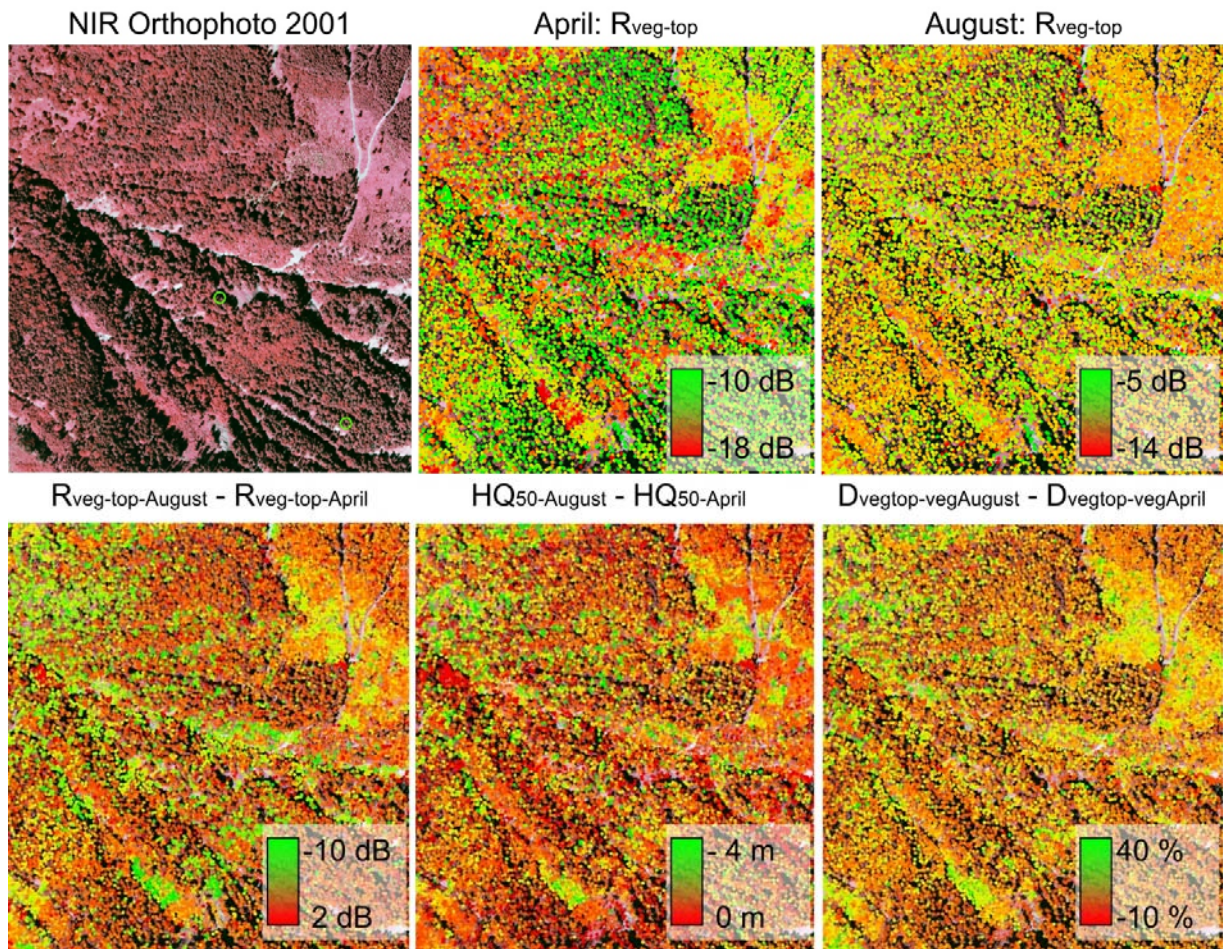 NIR Orthophoto 2001
April: Rveg-top
August: Rveg-top
-10 dB
-18 dB
-5 dB
-14 dB
Rveg-top-August - Rveg-top-April
HQ50-August - HQ50-April
Dvegtop-vegAugust - Dvegtop-vegApril
-10 dB
2 dB
- 4 m
0 m
40 %
-10 %